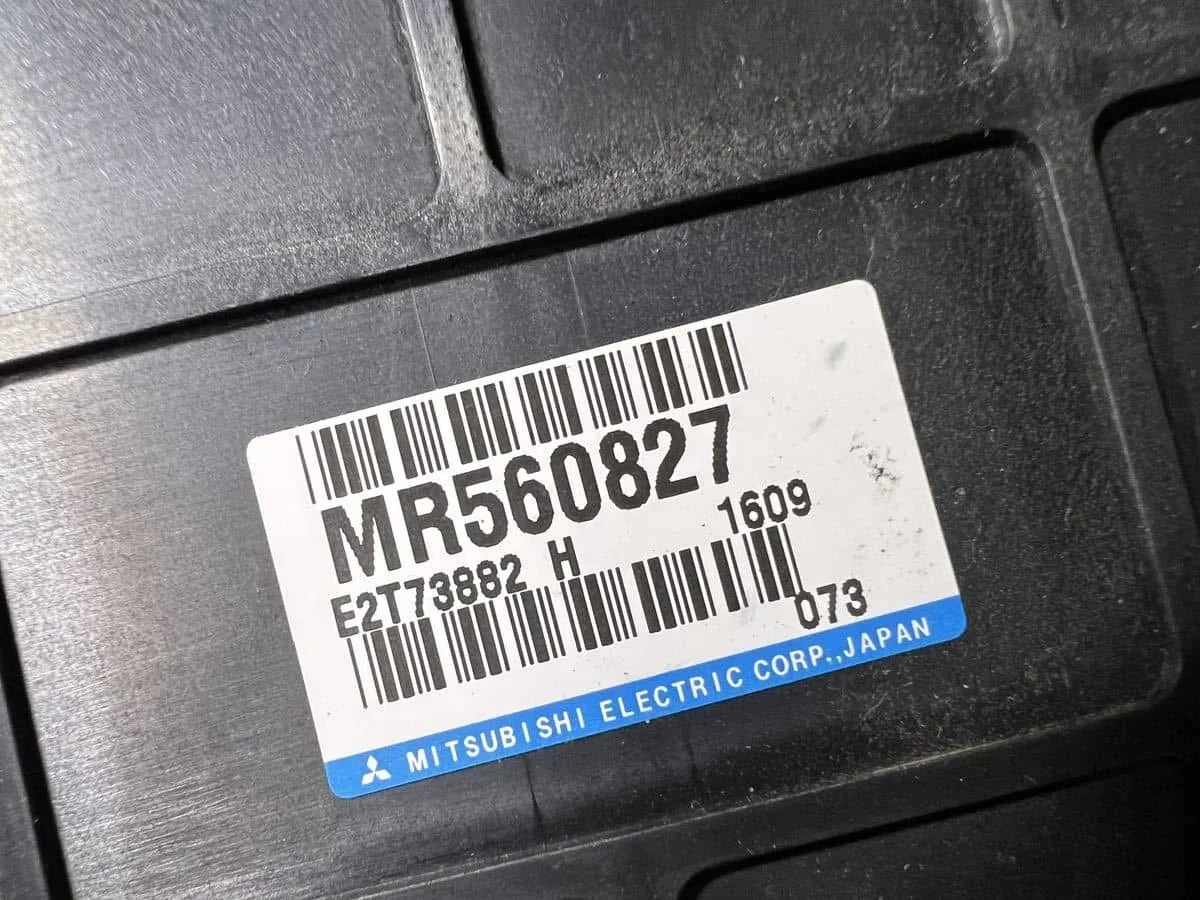 MR560827
1609
E2T73882 H
073
MITSUBISHI ELECTRIC CORP.,JAPAN